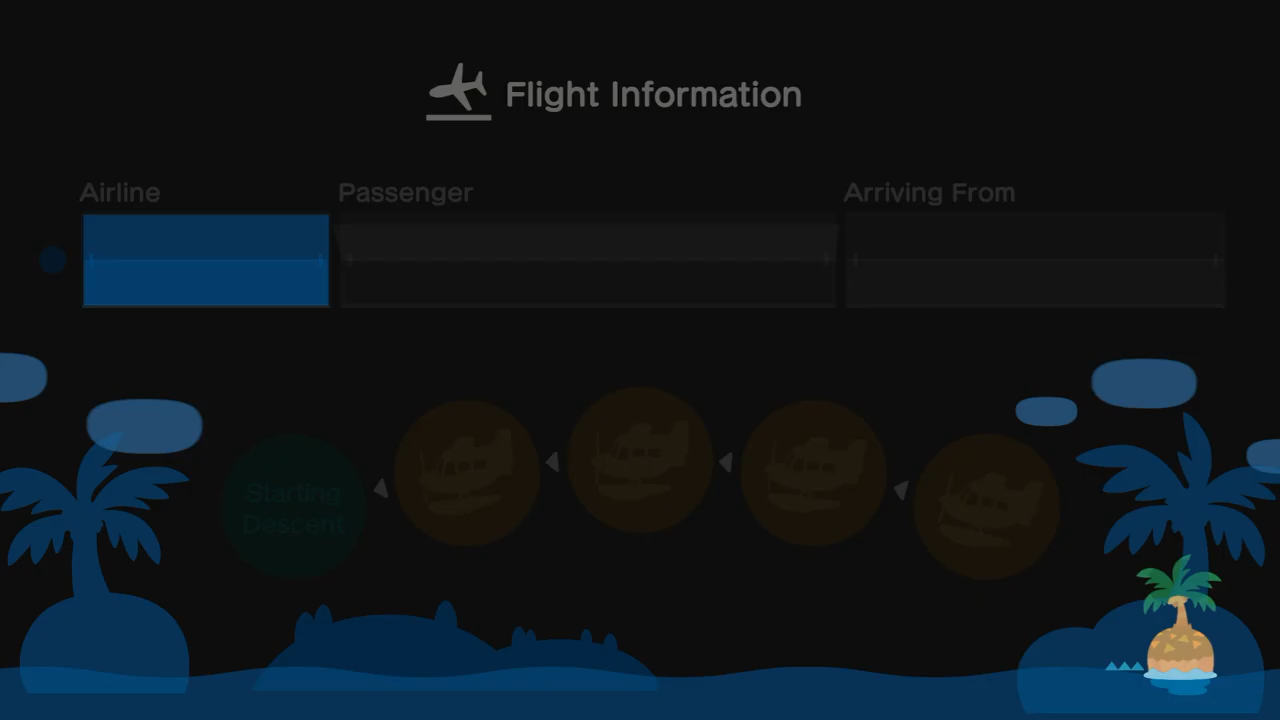 Flight Information
Airline
Passenger
Arriving From
Starting
Descent